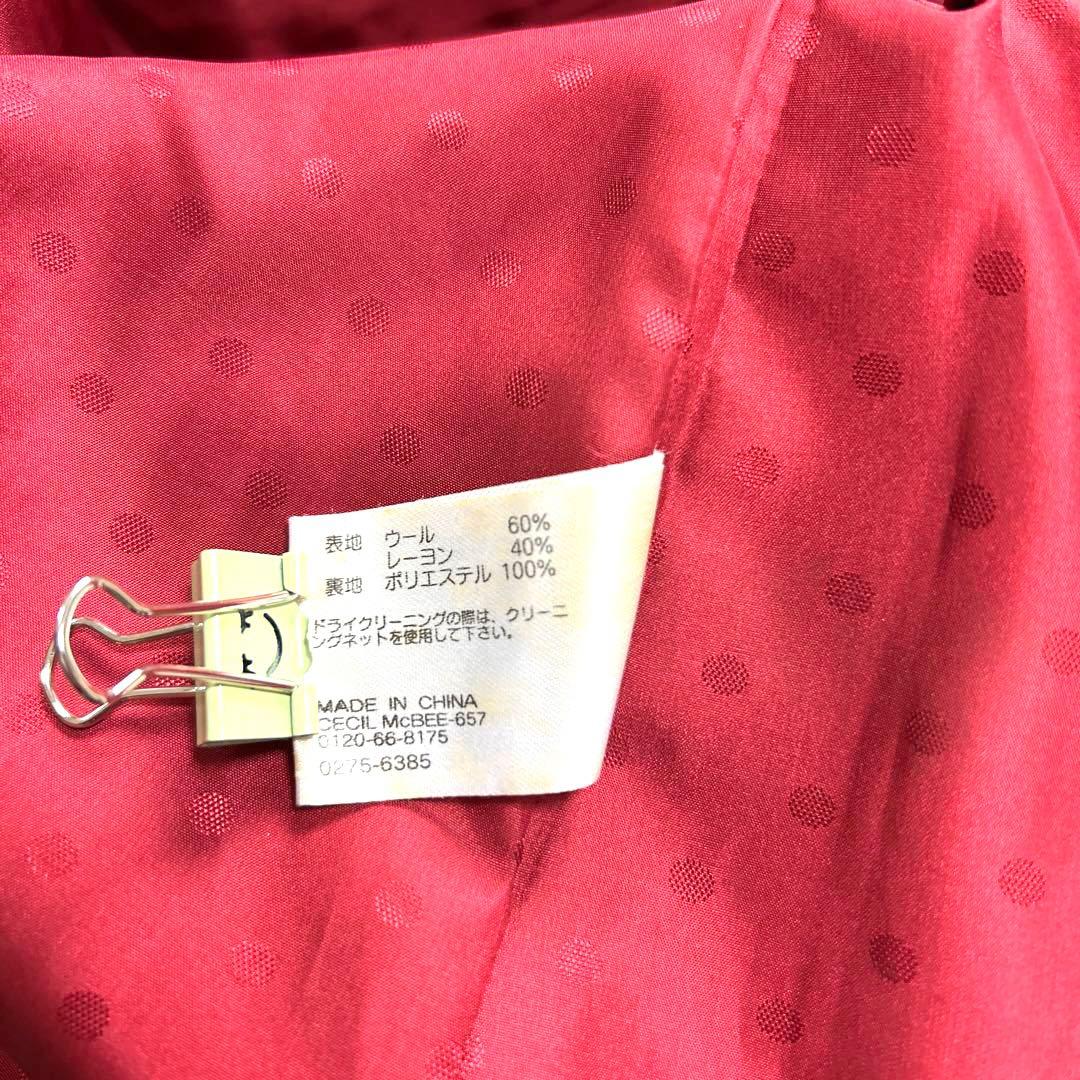 表地 ウール 60%
レーヨン 40%
裏地 ポリエステル 100%
ドライクリーニングの際は、クリーニ
ングネットを使用して下さい。
MADE IN CHINA
CECIL McBEE-657
0120-66-8175
0275-6385